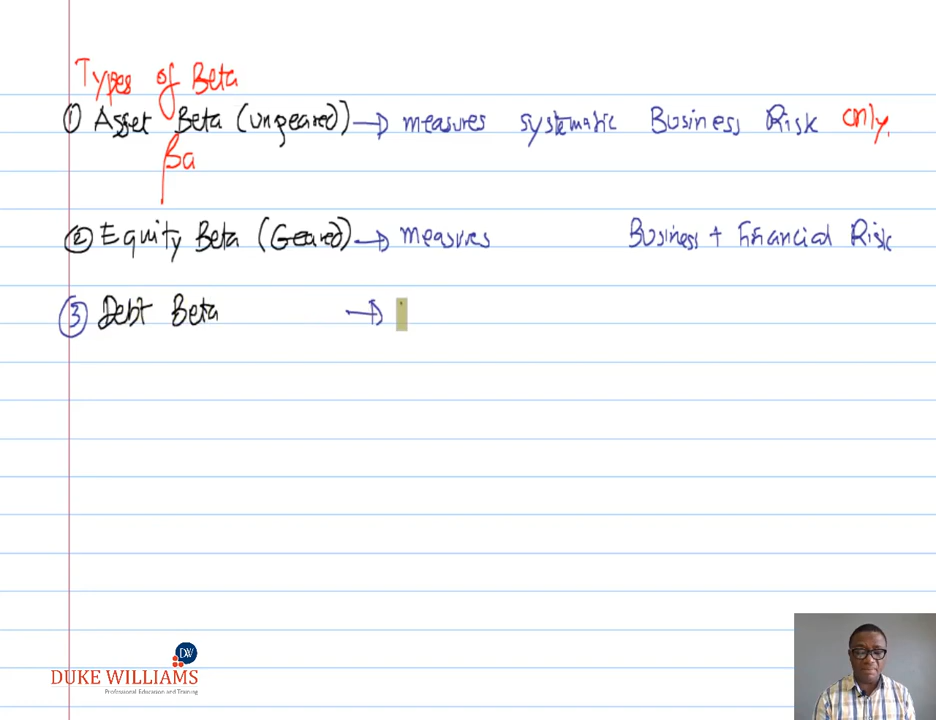 Types of Beta
① Asset Beta (Ungeared) → measures systematic Business Risk only.
βa
② Equity Beta (Geared) → measures Business + Financial Risk
③ Debt Beta →
DW
DUKE WILLIAMS
Professional Education and Training